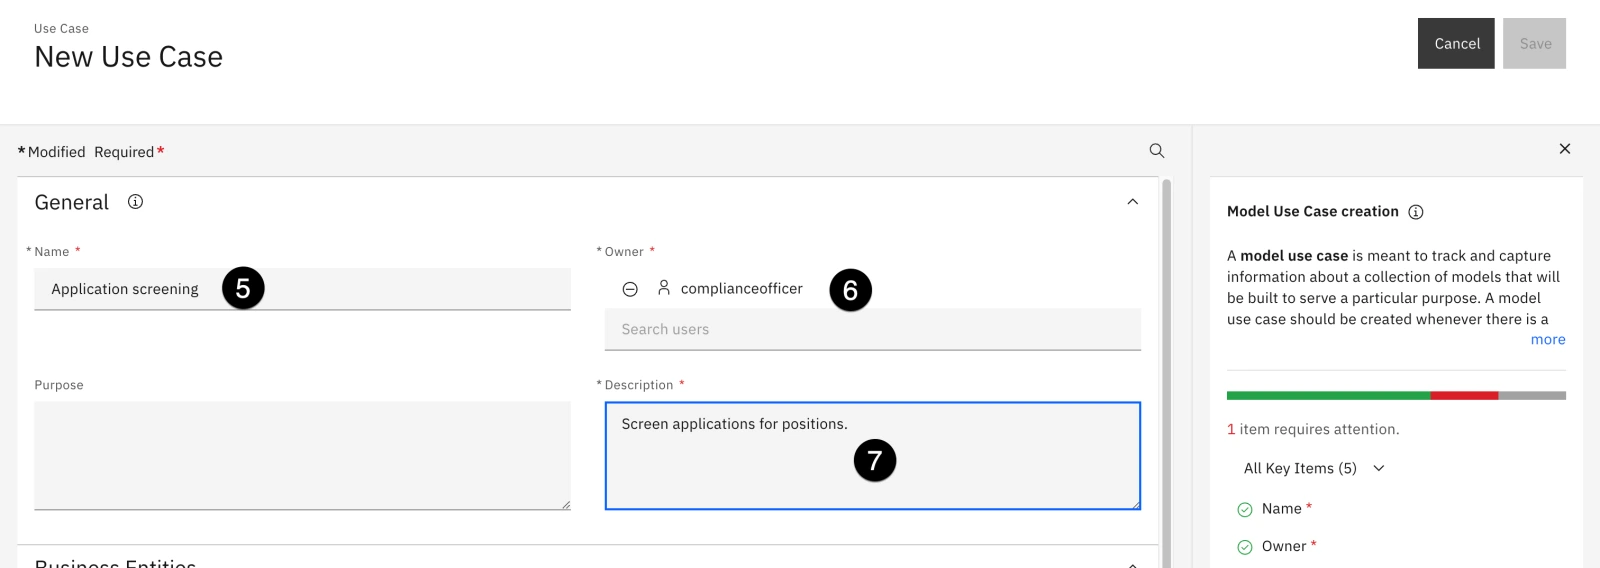 Use Case
New Use Case
Cancel
Save
*Modified Required*
General
* Name *
Application screening
5
* Owner *
complianceofficer
6
Search users
Purpose
* Description *
Screen applications for positions.
7
Business Entities
Model Use Case creation
A model use case is meant to track and capture
information about a collection of models that will
be built to serve a particular purpose. A model
use case should be created whenever there is a
more
1 item requires attention.
All Key Items (5)
Name *
Owner *